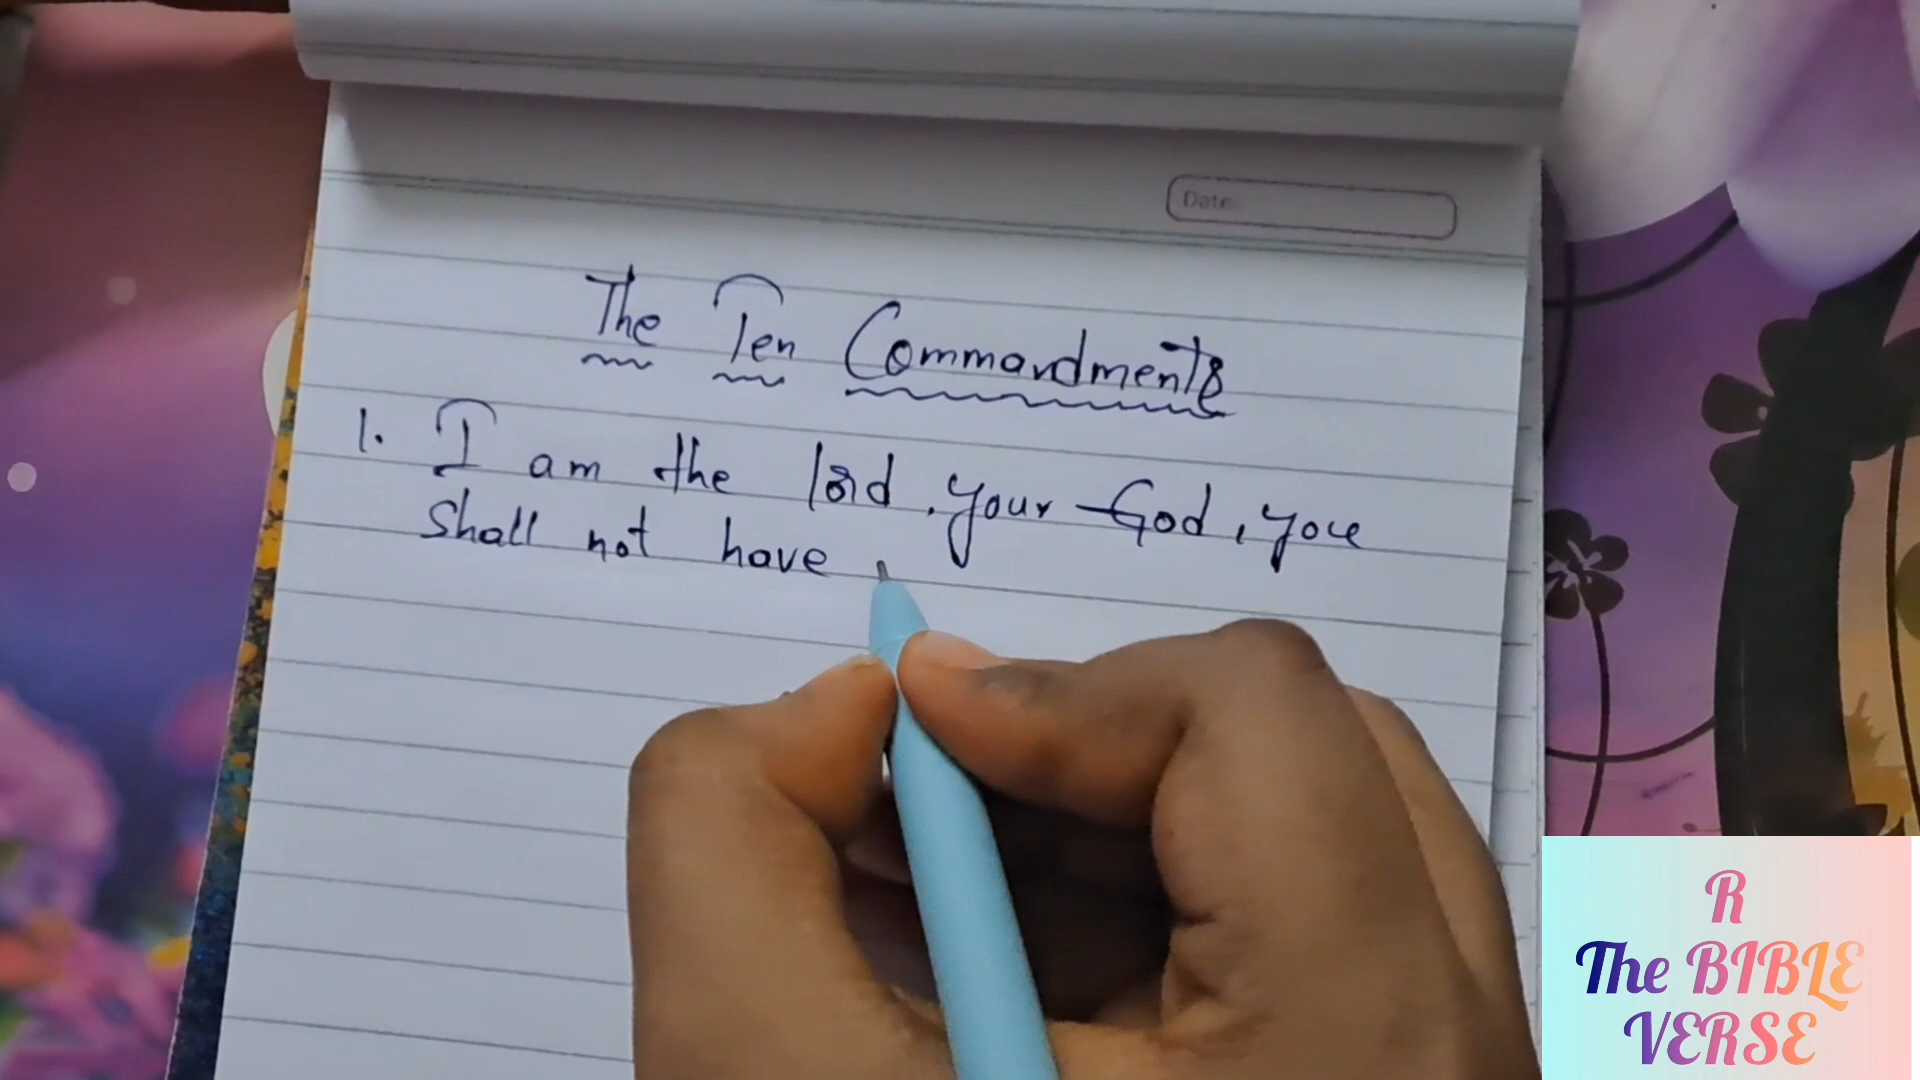 Date:
The Ten Commandments
1. I am the lord, your God, you
Shall not have
R
The BIBLE
VERSE